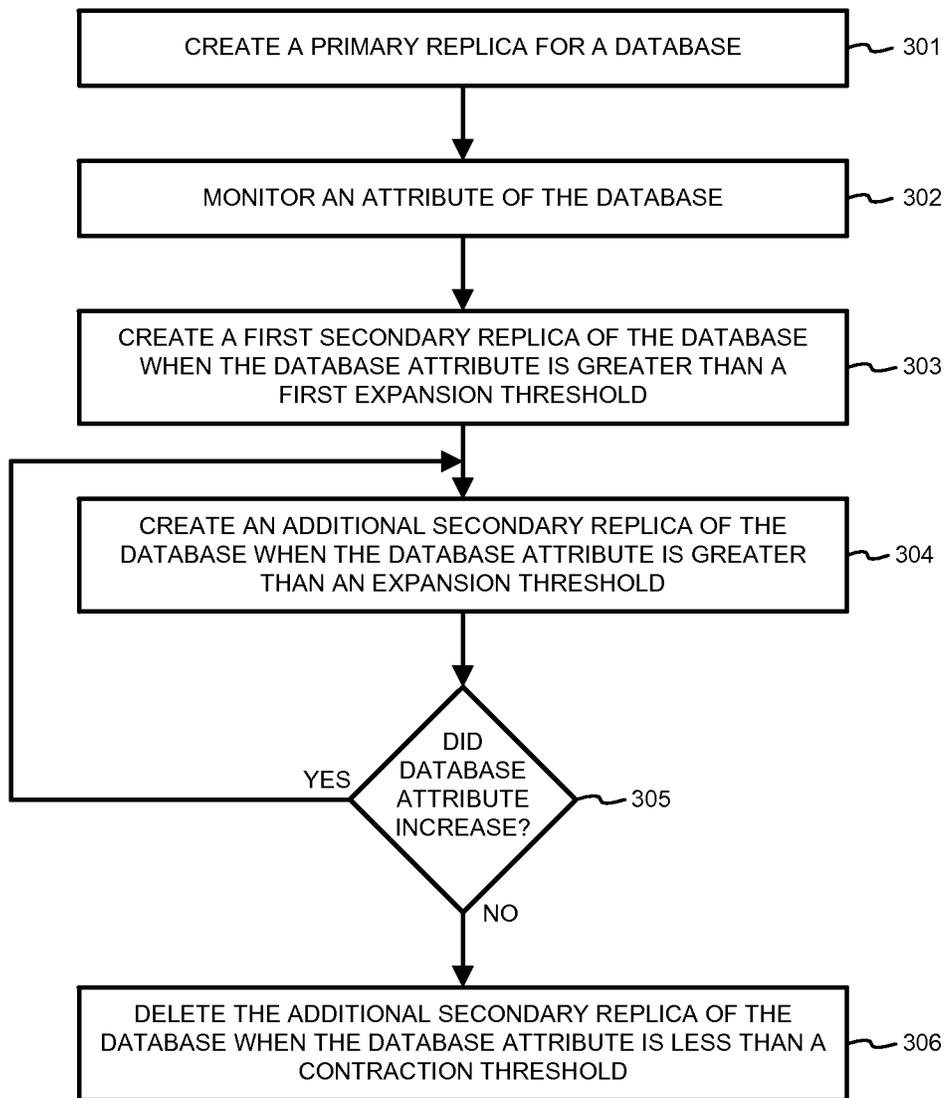 CREATE A PRIMARY REPLICA FOR A DATABASE
301
MONITOR AN ATTRIBUTE OF THE DATABASE
302
CREATE A FIRST SECONDARY REPLICA OF THE DATABASE
WHEN THE DATABASE ATTRIBUTE IS GREATER THAN A
FIRST EXPANSION THRESHOLD
303
CREATE AN ADDITIONAL SECONDARY REPLICA OF THE
DATABASE WHEN THE DATABASE ATTRIBUTE IS GREATER
THAN AN EXPANSION THRESHOLD
304
DID
DATABASE
ATTRIBUTE
INCREASE?
YES
305
NO
DELETE THE ADDITIONAL SECONDARY REPLICA OF THE
DATABASE WHEN THE DATABASE ATTRIBUTE IS LESS THAN A
CONTRACTION THRESHOLD
306